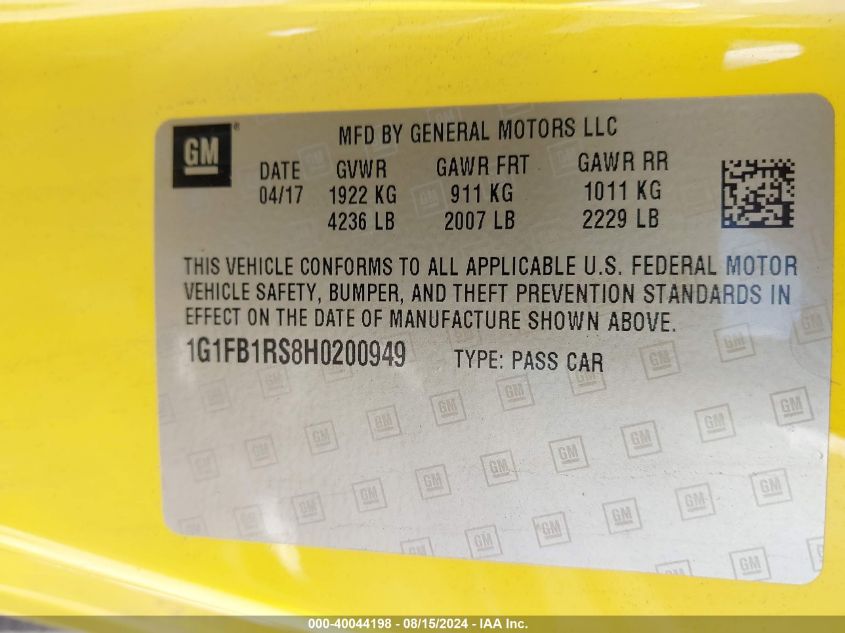 GM®
MFD BY GENERAL MOTORS LLC
DATE GVWR GAWR FRT GAWR RR
04/17 1922 KG 911 KG 1011 KG
4236 LB 2007 LB 2229 LB
THIS VEHICLE CONFORMS TO ALL APPLICABLE U.S. FEDERAL MOTOR
VEHICLE SAFETY, BUMPER, AND THEFT PREVENTION STANDARDS IN
EFFECT ON THE DATE OF MANUFACTURE SHOWN ABOVE.
1G1FB1RS8H0200949 TYPE: PASS CAR
000-40044198 - 08/15/2024 - IAA Inc.